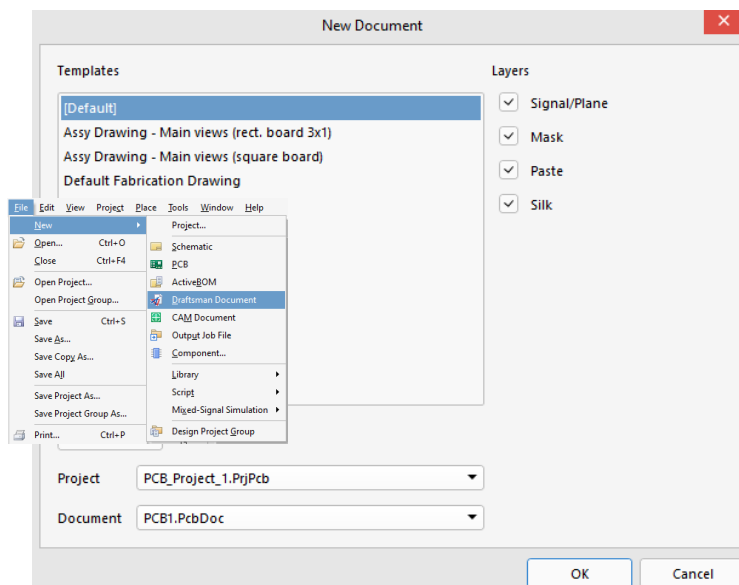 New Document
Templates
Layers
[Default]
Assy Drawing - Main views (rect. board 3x1)
Assy Drawing - Main views (square board)
Default Fabrication Drawing
Signal/Plane
Mask
Paste
Silk
File Edit View Project Place Tools Window Help
New
Open... Ctrl+O
Close Ctrl+F4
Open Project...
Open Project Group...
Save Ctrl+S
Save As...
Save Copy As...
Save All
Save Project As...
Save Project Group As...
Print... Ctrl+P
Project...
Schematic
PCB
ActiveBOM
Draftsman Document
CAM Document
Output Job File
Component...
Library
Script
Mixed-Signal Simulation
Design Project Group
Project PCB_Project_1.PrjPcb
Document PCB1.PcbDoc
OK Cancel